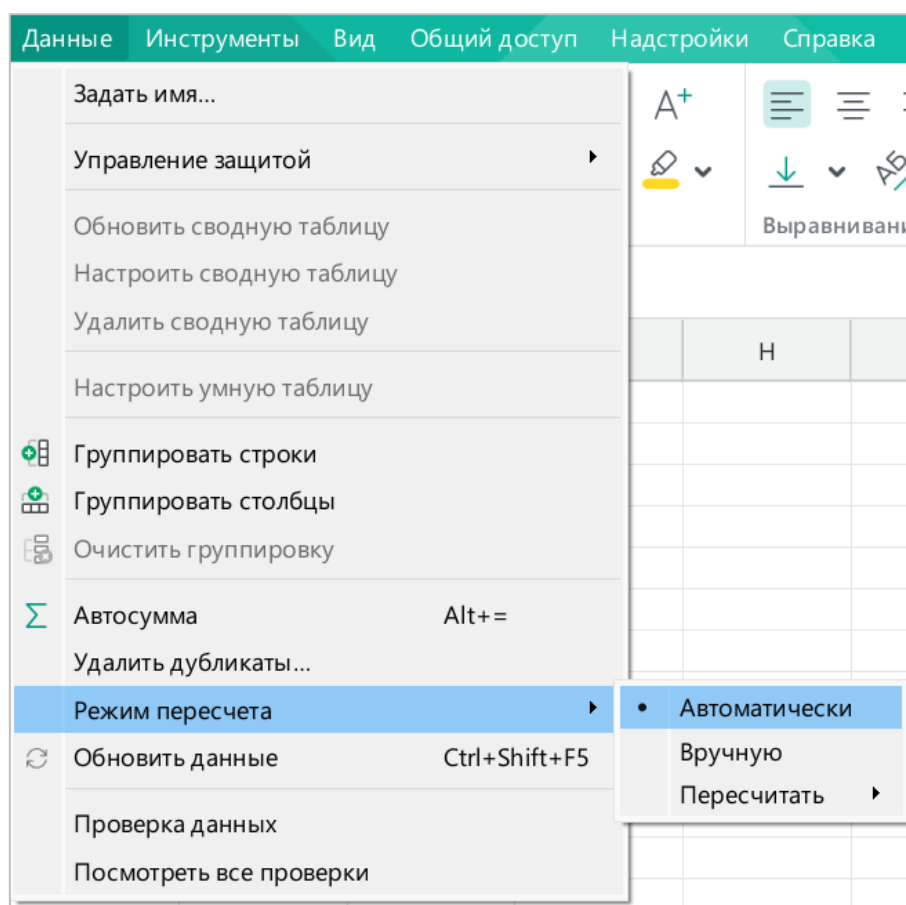 Данные Инструменты Вид Общий доступ Надстройки Справка
Задать имя...
Управление защитой
Обновить сводную таблицу
Настроить сводную таблицу
Удалить сводную таблицу
Настроить умную таблицу
Группировать строки
Группировать столбцы
Очистить группировку
Автосумма Alt+=
Удалить дубликаты...
Режим пересчета
Обновить данные Ctrl+Shift+F5
Проверка данных
Посмотреть все проверки
Автоматически
Вручную
Пересчитать
A+
АБ
Выравнивани
H